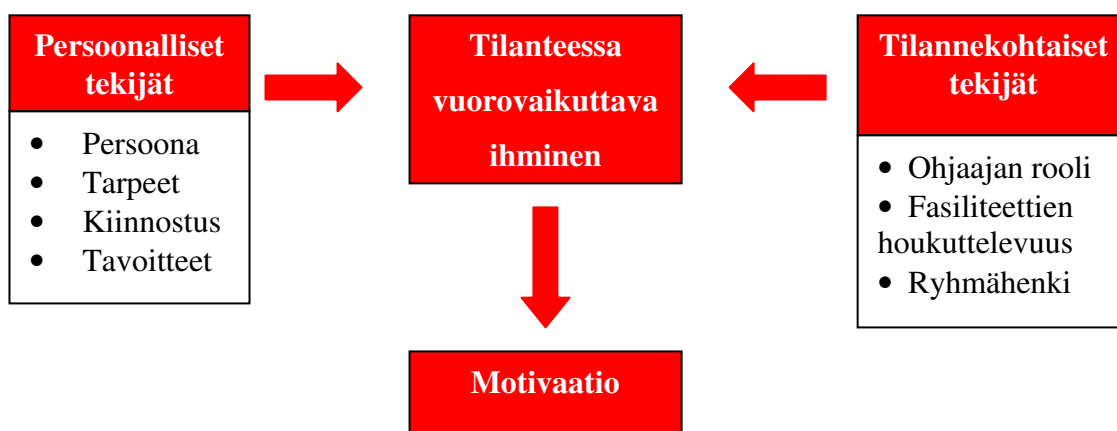 Persoonalliset
tekijät
• Persoona
• Tarpeet
• Kiinnostus
• Tavoitteet
Tilanteessa
vuorovaikuttava
ihminen
Tilannekohtaiset
tekijät
• Ohjaajan rooli
• Fasiliteettien
houkuttelevuus
• Ryhmähenki
Motivaatio